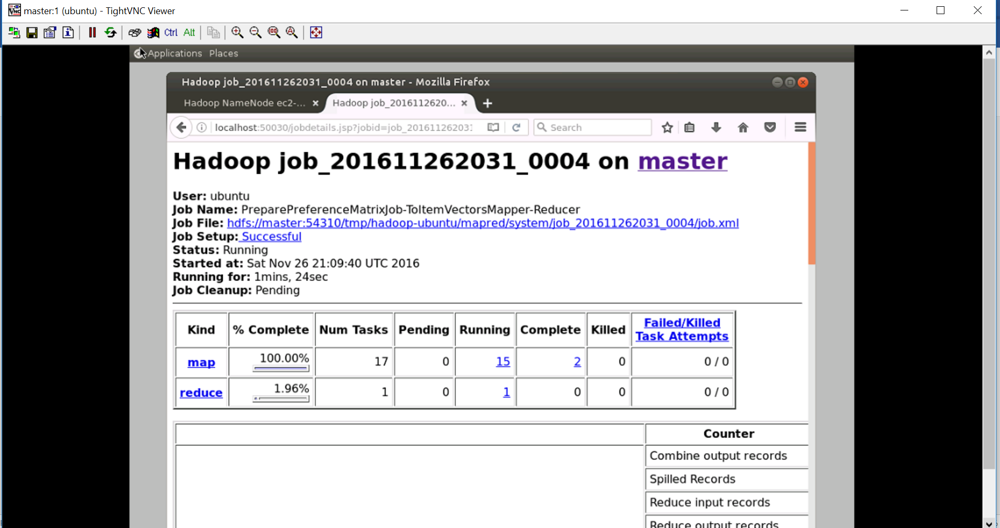 master:1 (ubuntu) - TightVNC Viewer
Ctrl Alt
Applications Places
Hadoop job_201611262031_0004 on master - Mozilla Firefox
Hadoop NameNode ec2-... Hadoop job_2016112620...
localhost:50030/jobdetails.jsp?jobid=job_201611262031 Search
Hadoop job_201611262031_0004 on master
User: ubuntu
Job Name: PreparePreferenceMatrixJob-ToItemVectorsMapper-Reducer
Job File: hdfs://master:54310/tmp/hadoop-ubuntu/mapred/system/job_201611262031_0004/job.xml
Job Setup: Successful
Status: Running
Started at: Sat Nov 26 21:09:40 UTC 2016
Running for: 1mins, 24sec
Job Cleanup: Pending
Kind % Complete Num Tasks Pending Running Complete Killed Failed/Killed
Task Attempts
map 100.00% 17 0 15 2 0 0 / 0
reduce 1.96% 1 0 1 0 0 0 / 0
Counter
Combine output records
Spilled Records
Reduce input records
Reduce output records